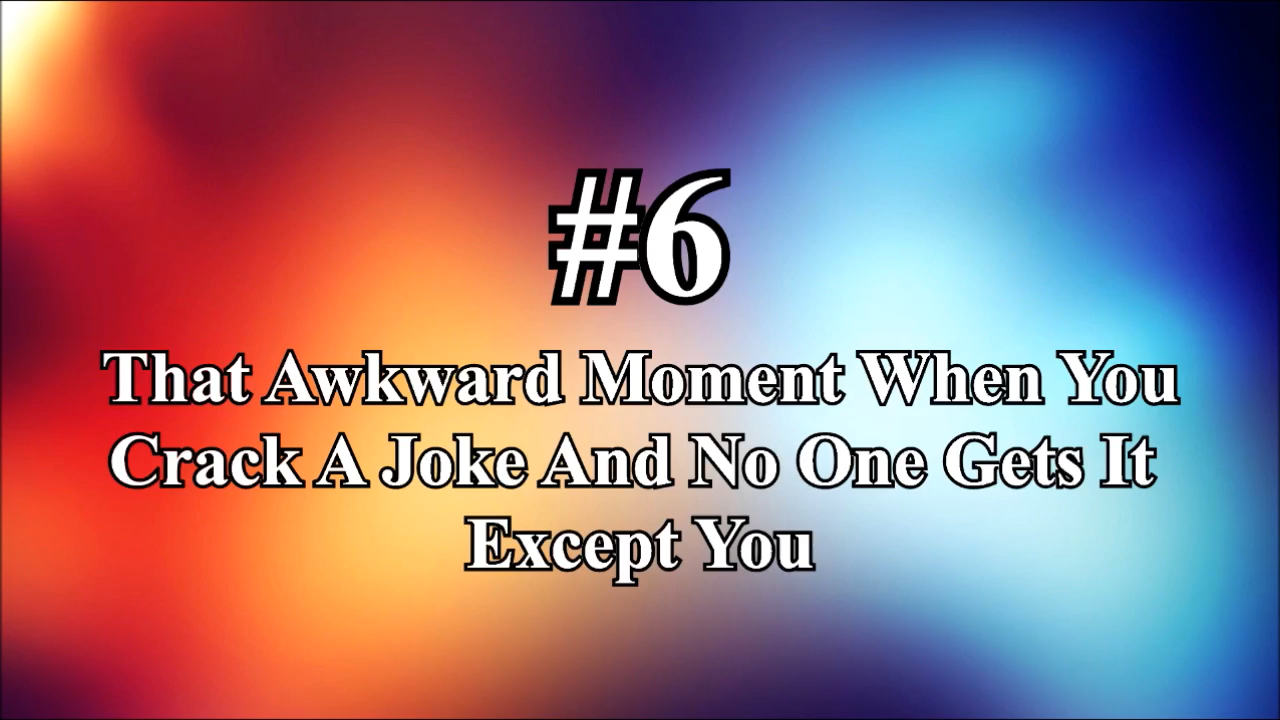 #6
That Awkward Moment When You
Crack A Joke And No One Gets It
Except You